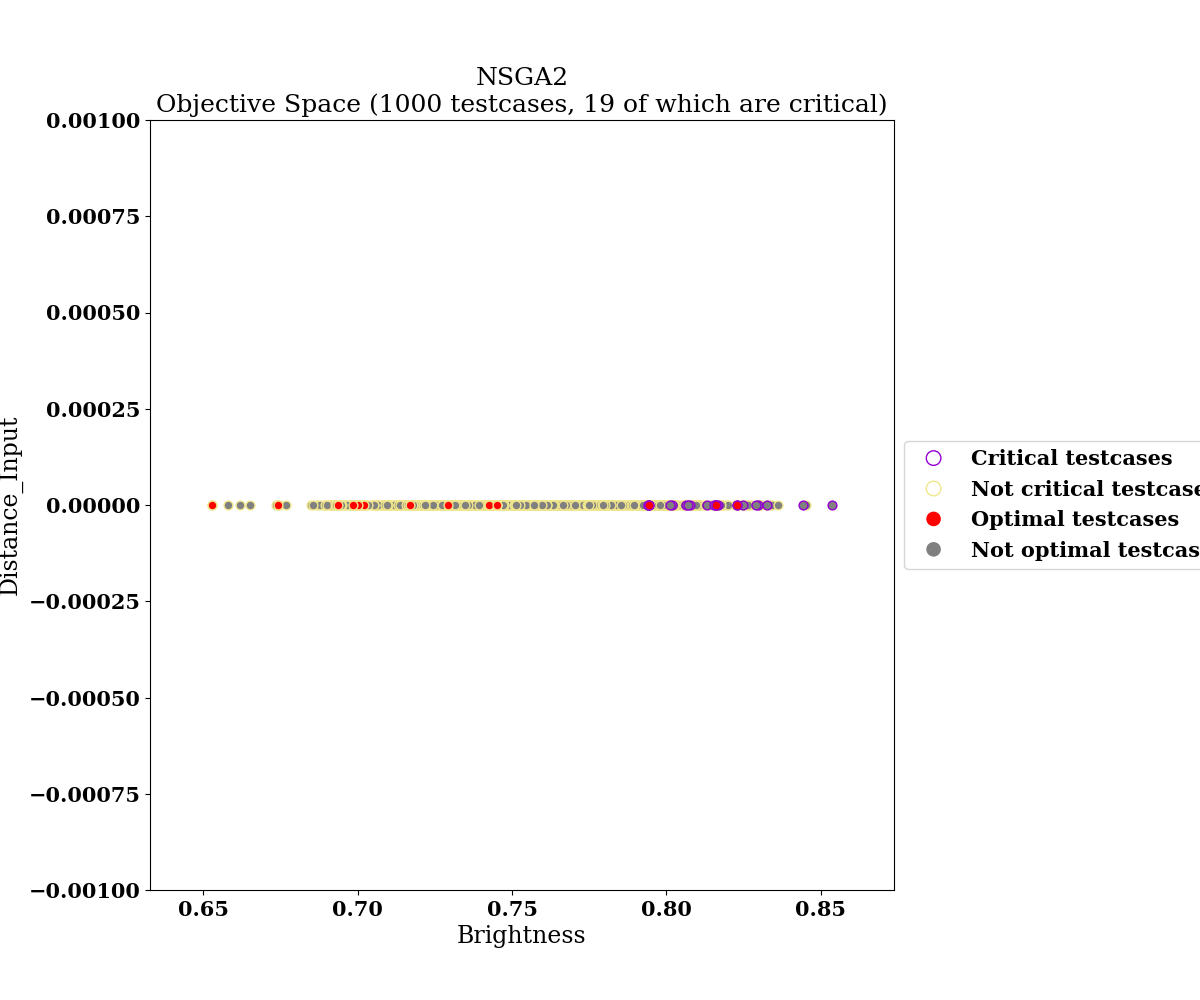 NSGA2
Objective Space (1000 testcases, 19 of which are critical)
0.00100
0.00075
0.00050
0.00025
0.00000
−0.00025
−0.00050
−0.00075
−0.00100
Distance_Input
0.65 0.70 0.75 0.80 0.85
Brightness
Critical testcases
Not critical testcase
Optimal testcases
Not optimal testcas